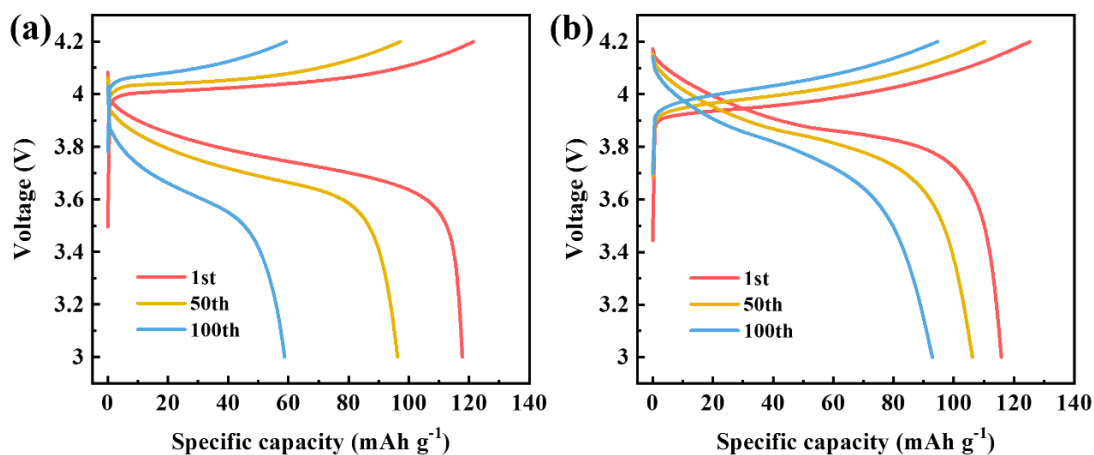 (a)
4.2
4
3.8
3.6
3.4
3.2
3
Voltage (V)
1st
50th
100th
0 20 40 60 80 100 120 140
Specific capacity (mAh g⁻¹)
(b)
4.2
4
3.8
3.6
3.4
3.2
3
Voltage (V)
1st
50th
100th
0 20 40 60 80 100 120 140
Specific capacity (mAh g⁻¹)